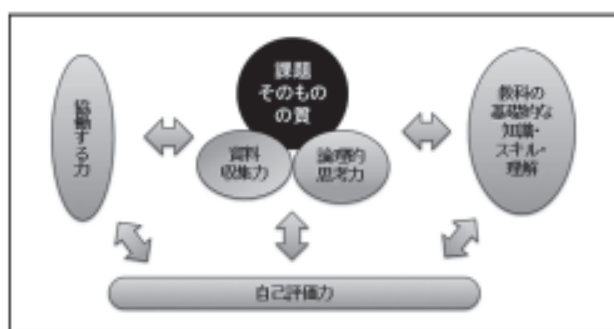 協働する力
課題
そのもの
の質
資料
収集力
論理的
思考力
教科の
基礎的な
知識・
スキル・
理解
自己評価力